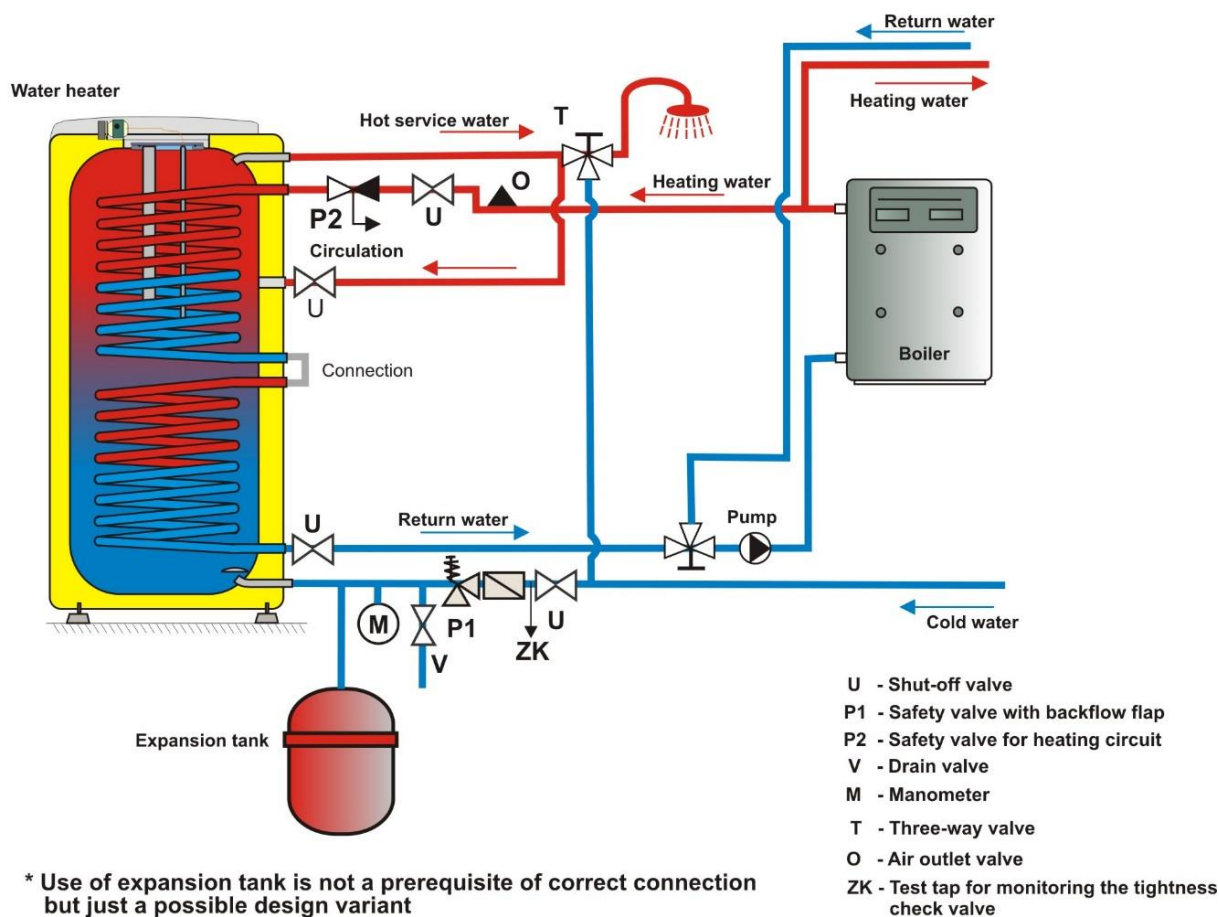 Return water
Heating water
Water heater
Hot service water
T
Heating water
O
P2
U
Circulation
U
Connection
Boiler
U
Return water
Pump
M
V
P1
ZK
U
Cold water
Expansion tank
U - Shut-off valve
P1 - Safety valve with backflow flap
P2 - Safety valve for heating circuit
V - Drain valve
M - Manometer
T - Three-way valve
O - Air outlet valve
ZK - Test tap for monitoring the tightness
check valve
* Use of expansion tank is not a prerequisite of correct connection
but just a possible design variant